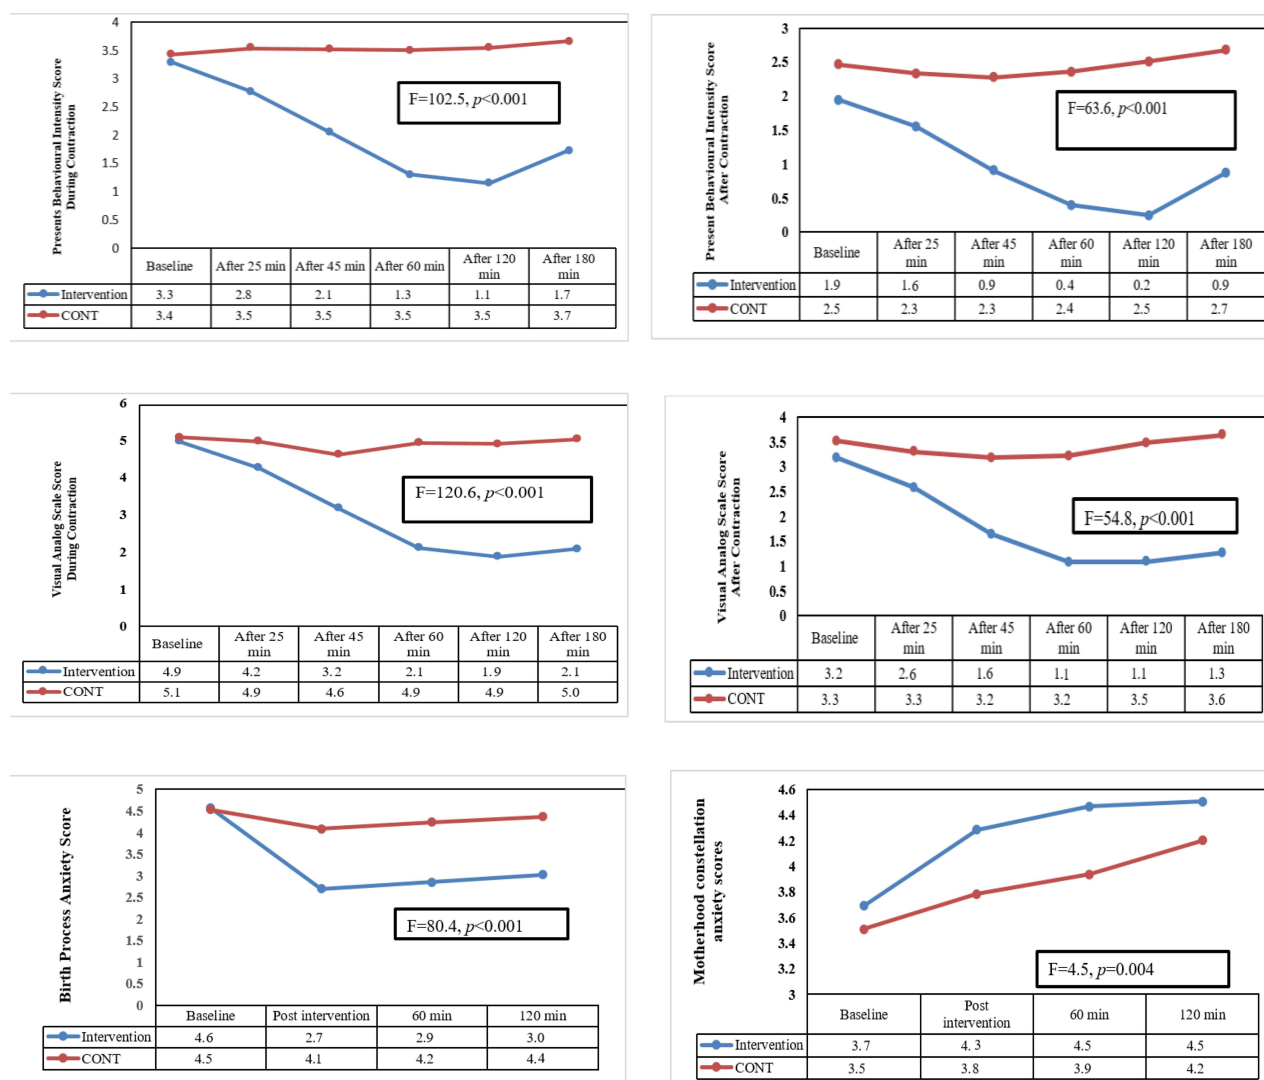 Presents Behavioural Intensity Score
During Contraction
4
3.5
3
2.5
2
1.5
1
0.5
0
F=102.5, p<0.001
Baseline After 25 min After 45 min After 60 min After 120 min After 180 min
Intervention 3.3 2.8 2.1 1.3 1.1 1.7
CONT 3.4 3.5 3.5 3.5 3.5 3.7
Present Behavioural Intensity Score
After Contraction
3
2.5
2
1.5
1
0.5
0
F=63.6, p<0.001
Baseline After 25 min After 45 min After 60 min After 120 min After 180 min
Intervention 1.9 1.6 0.9 0.4 0.2 0.9
CONT 2.5 2.3 2.3 2.4 2.5 2.7
Visual Analog Scale Score
During Contraction
6
5
4
3
2
1
0
F=120.6, p<0.001
Baseline After 25 min After 45 min After 60 min After 120 min After 180 min
Intervention 4.9 4.2 3.2 2.1 1.9 2.1
CONT 5.1 4.9 4.6 4.9 4.9 5.0
Visual Analog Scale Score
After Contraction
4
3.5
3
2.5
2
1.5
1
0.5
0
F=54.8, p<0.001
Baseline After 25 min After 45 min After 60 min After 120 min After 180 min
Intervention 3.2 2.6 1.6 1.1 1.1 1.3
CONT 3.3 3.3 3.2 3.2 3.5 3.6
Birth Process Anxiety Score
5
4.5
4
3.5
3
2.5
2
1.5
1
0.5
0
F=80.4, p<0.001
Baseline Post intervention 60 min 120 min
Intervention 4.6 2.7 2.9 3.0
CONT 4.5 4.1 4.2 4.4
Motherhood constellation
anxiety scores
4.6
4.4
4.2
4
3.8
3.6
3.4
3.2
3
F=4.5, p=0.004
Baseline Post intervention 60 min 120 min
Intervention 3.7 4.3 4.5 4.5
CONT 3.5 3.8 3.9 4.2